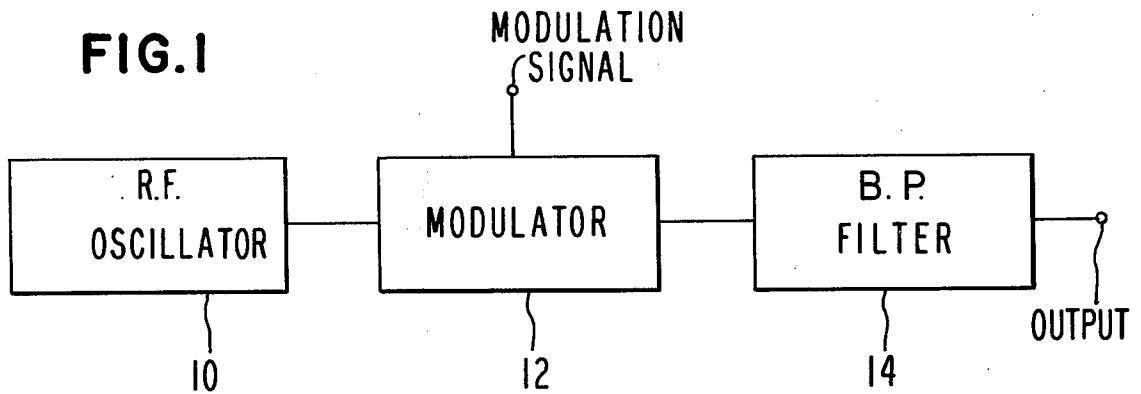 FIG.1
MODULATION
SIGNAL
R.F.
OSCILLATOR
MODULATOR
B.P.
FILTER
OUTPUT
10
12
14